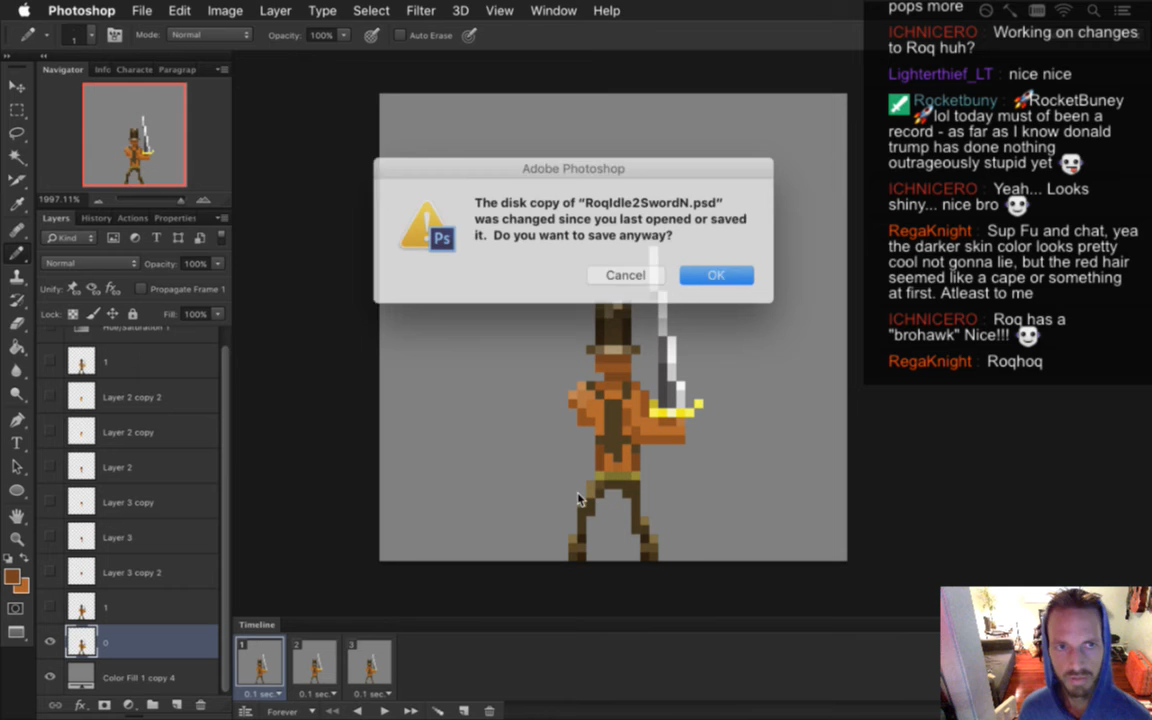 Photoshop File Edit Image Layer Type Select Filter 3D View Window Help
1 Mode: Normal Opacity: 100% Auto Erase
Navigator Info Characte Paragrap
1997.11%
Layers History Actions Properties
Kind
Normal Opacity: 100%
Unify: Propagate Frame 1
Lock: Fill: 100%
Hue/Saturation 1
1
Layer 2 copy 2
Layer 2 copy
Layer 2
Layer 3 copy
Layer 3
Layer 3 copy 2
1
0
Color Fill 1 copy 4
Adobe Photoshop
The disk copy of “RoqIdle2SwordN.psd”
was changed since you last opened or saved
it. Do you want to save anyway?
Ps
Cancel OK
Timeline
1 2 3
0.1 sec. 0.1 sec. 0.1 sec.
Forever
pops more
ICHNICERO: Working on changes
to Roq huh?
Lighterthief_LT : nice nice
Rocketbuny : RocketBuney
lol today must of been a
record - as far as I know donald
trump has done nothing
outrageously stupid yet
ICHNICERO: Yeah... Looks
shiny... nice bro
RegaKnight: Sup Fu and chat, yea
the darker skin color looks pretty
cool not gonna lie, but the red hair
seemed like a cape or something
at first. Atleast to me
ICHNICERO: Roq has a
"brohawk" Nice!!!
RegaKnight : Roqhoq